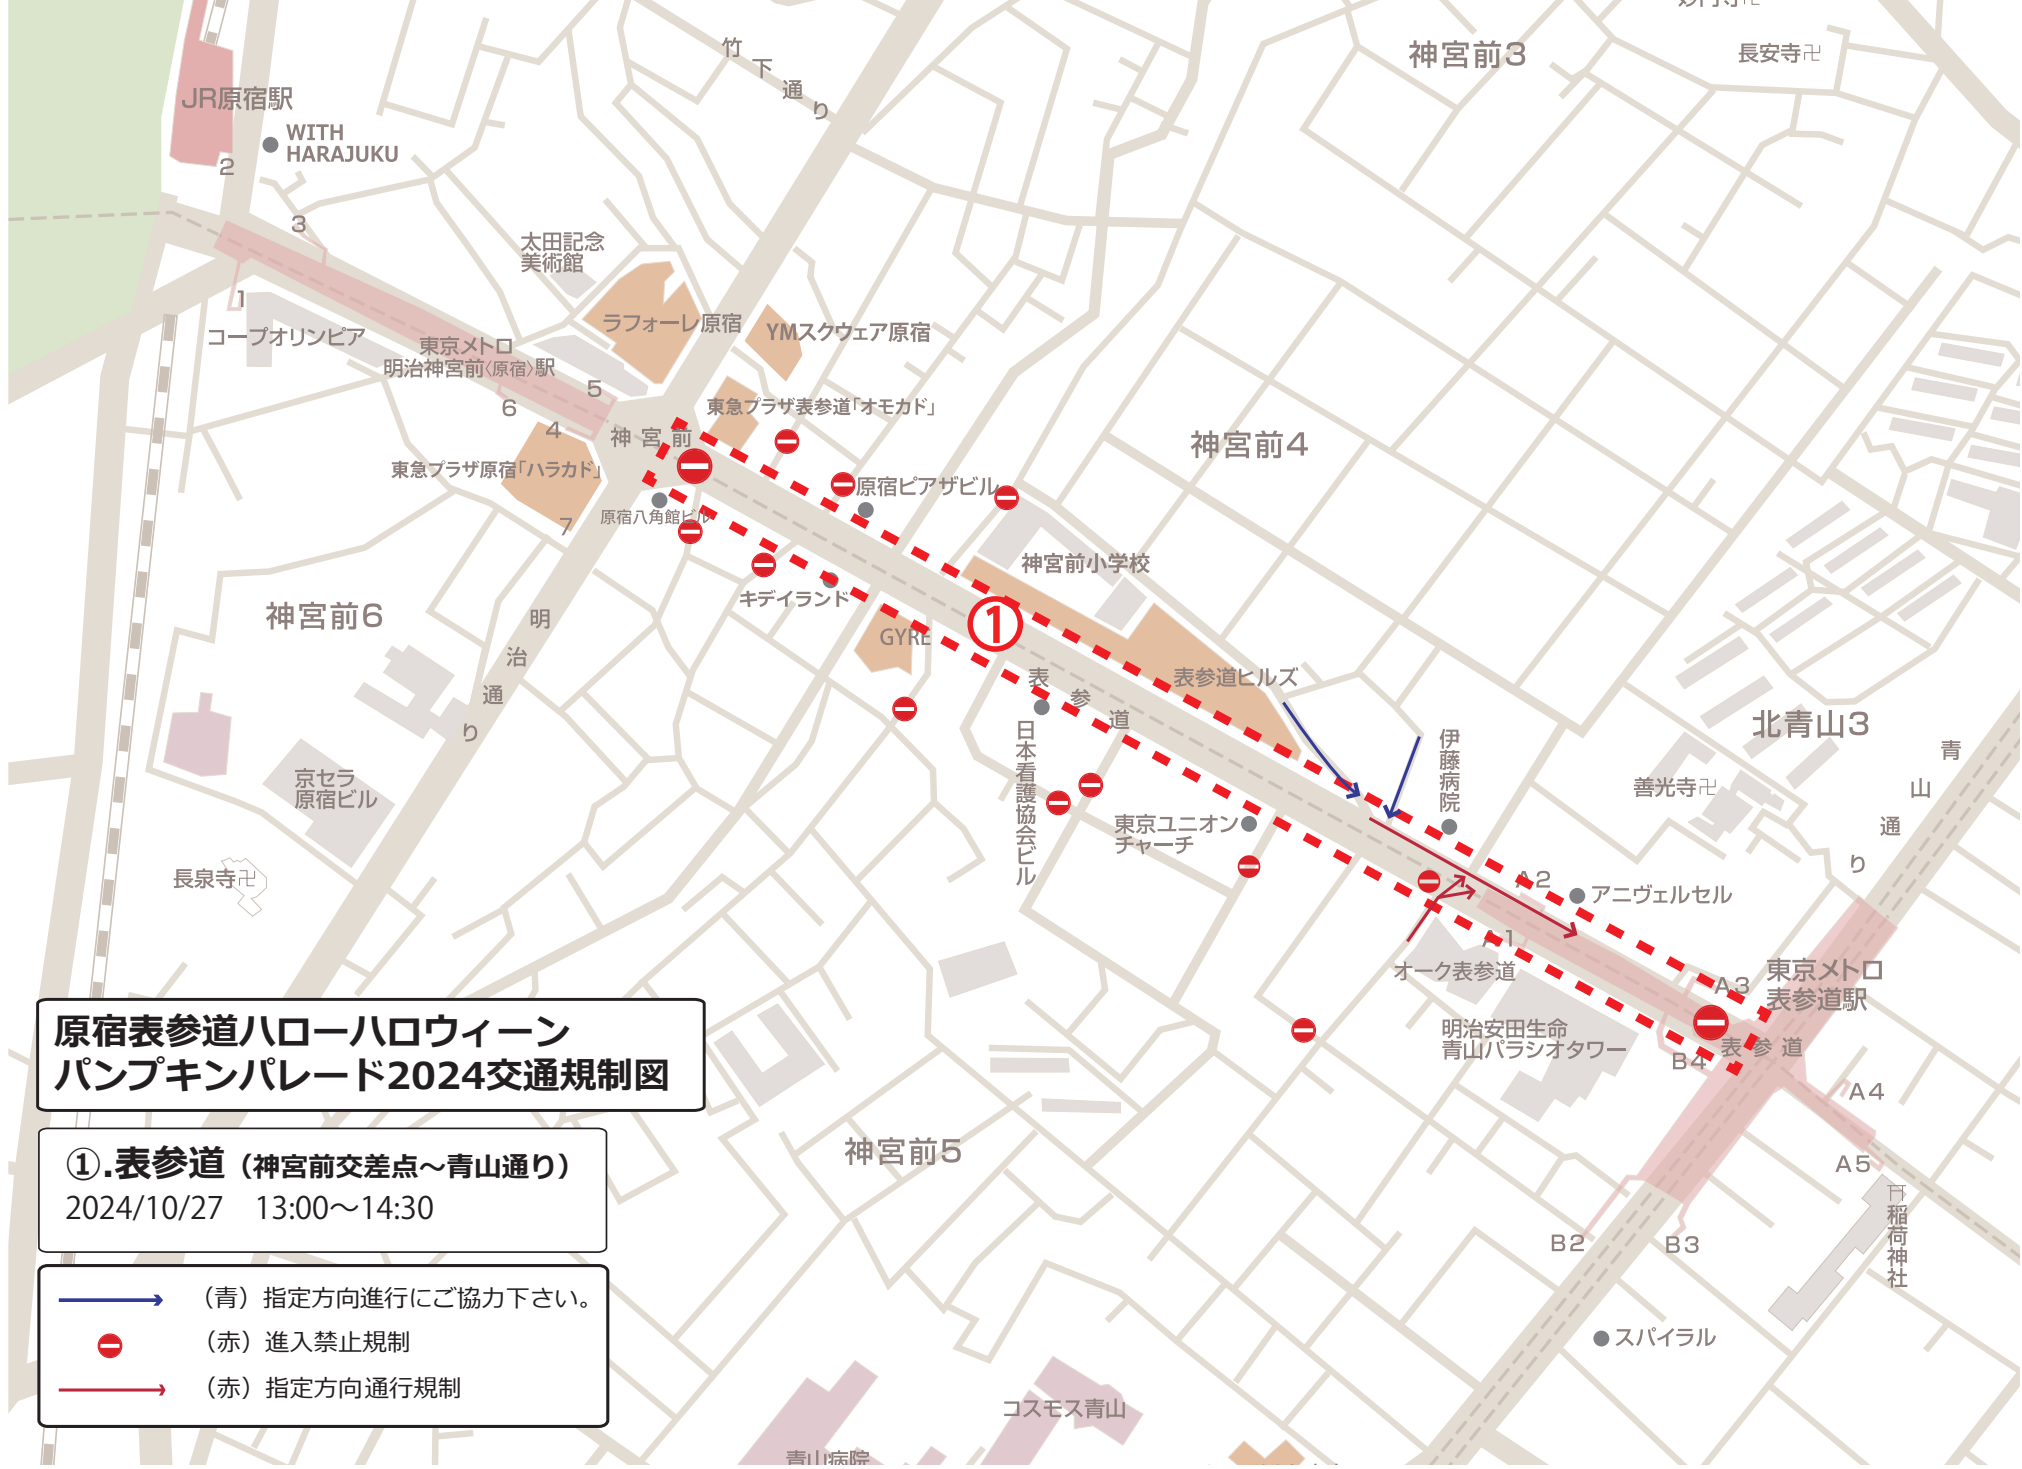 妙円寺卍
神宮前3
長安寺卍
竹下通り
JR原宿駅
WITH
HARAJUKU
2
3
太田記念
美術館
1
コープオリンピア
ラフォーレ原宿
YMスクウェア原宿
東京メトロ
明治神宮前〈原宿〉駅
5
6
4
東急プラザ表参道「オモカド」
神宮前
神宮前4
東急プラザ原宿「ハラカド」
原宿ピアザビル
原宿八角館ビル
7
神宮前小学校
キデイランド
神宮前6
明治通り
GYRE
①
表参道
表参道ヒルズ
北青山3
青山通り
伊藤病院
日本看護協会ビル
善光寺卍
京セラ
原宿ビル
東京ユニオン
チャーチ
長泉寺卍
A2
アニヴェルセル
A1
オーク表参道
A3
東京メトロ
表参道駅
明治安田生命
青山パラシオタワー
表参道
B4
A4
A5
原宿表参道ハローハロウィーン
パンプキンパレード2024交通規制図
①.表参道（神宮前交差点～青山通り）
2024/10/27　13:00～14:30
神宮前5
稲荷神社
B2
B3
（青）指定方向進行にご協力下さい。
（赤）進入禁止規制
（赤）指定方向通行規制
スパイラル
コスモス青山
青山病院